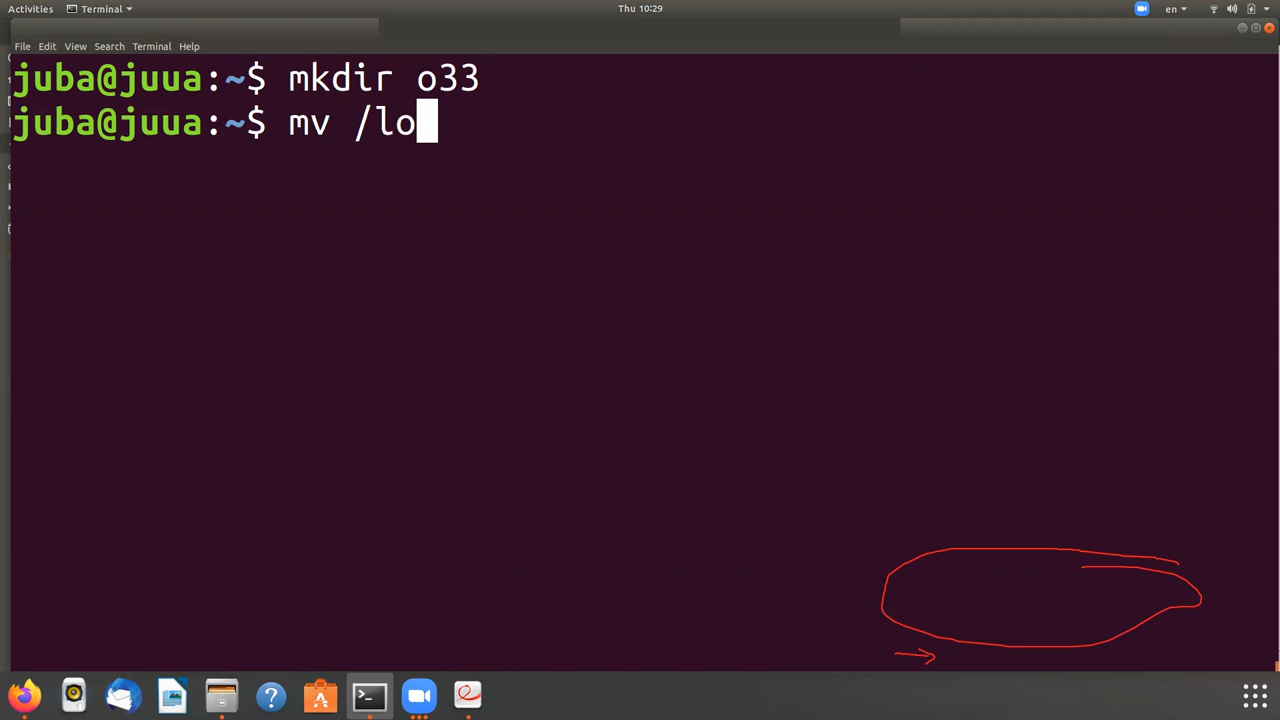 Activities Terminal Thu 10:29 en
File Edit View Search Terminal Help
juba@juua:~$ mkdir o33
juba@juua:~$ mv /lo